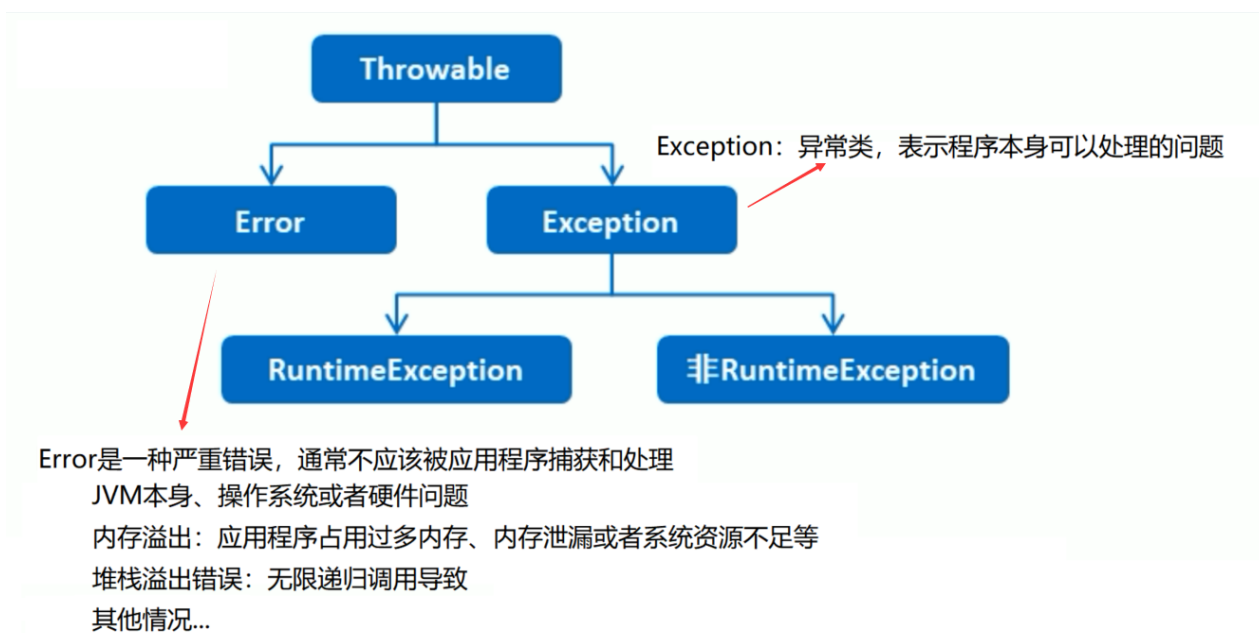 Throwable
Exception：异常类，表示程序本身可以处理的问题
Error
Exception
RuntimeException
非RuntimeException
Error是一种严重错误，通常不应该被应用程序捕获和处理
JVM本身、操作系统或者硬件问题
内存溢出：应用程序占用过多内存、内存泄漏或者系统资源不足等
堆栈溢出错误：无限递归调用导致
其他情况...